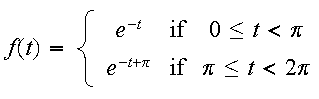 f(t) = { e^{-t} if 0 ≤ t < π
e^{-t+π} if π ≤ t < 2π